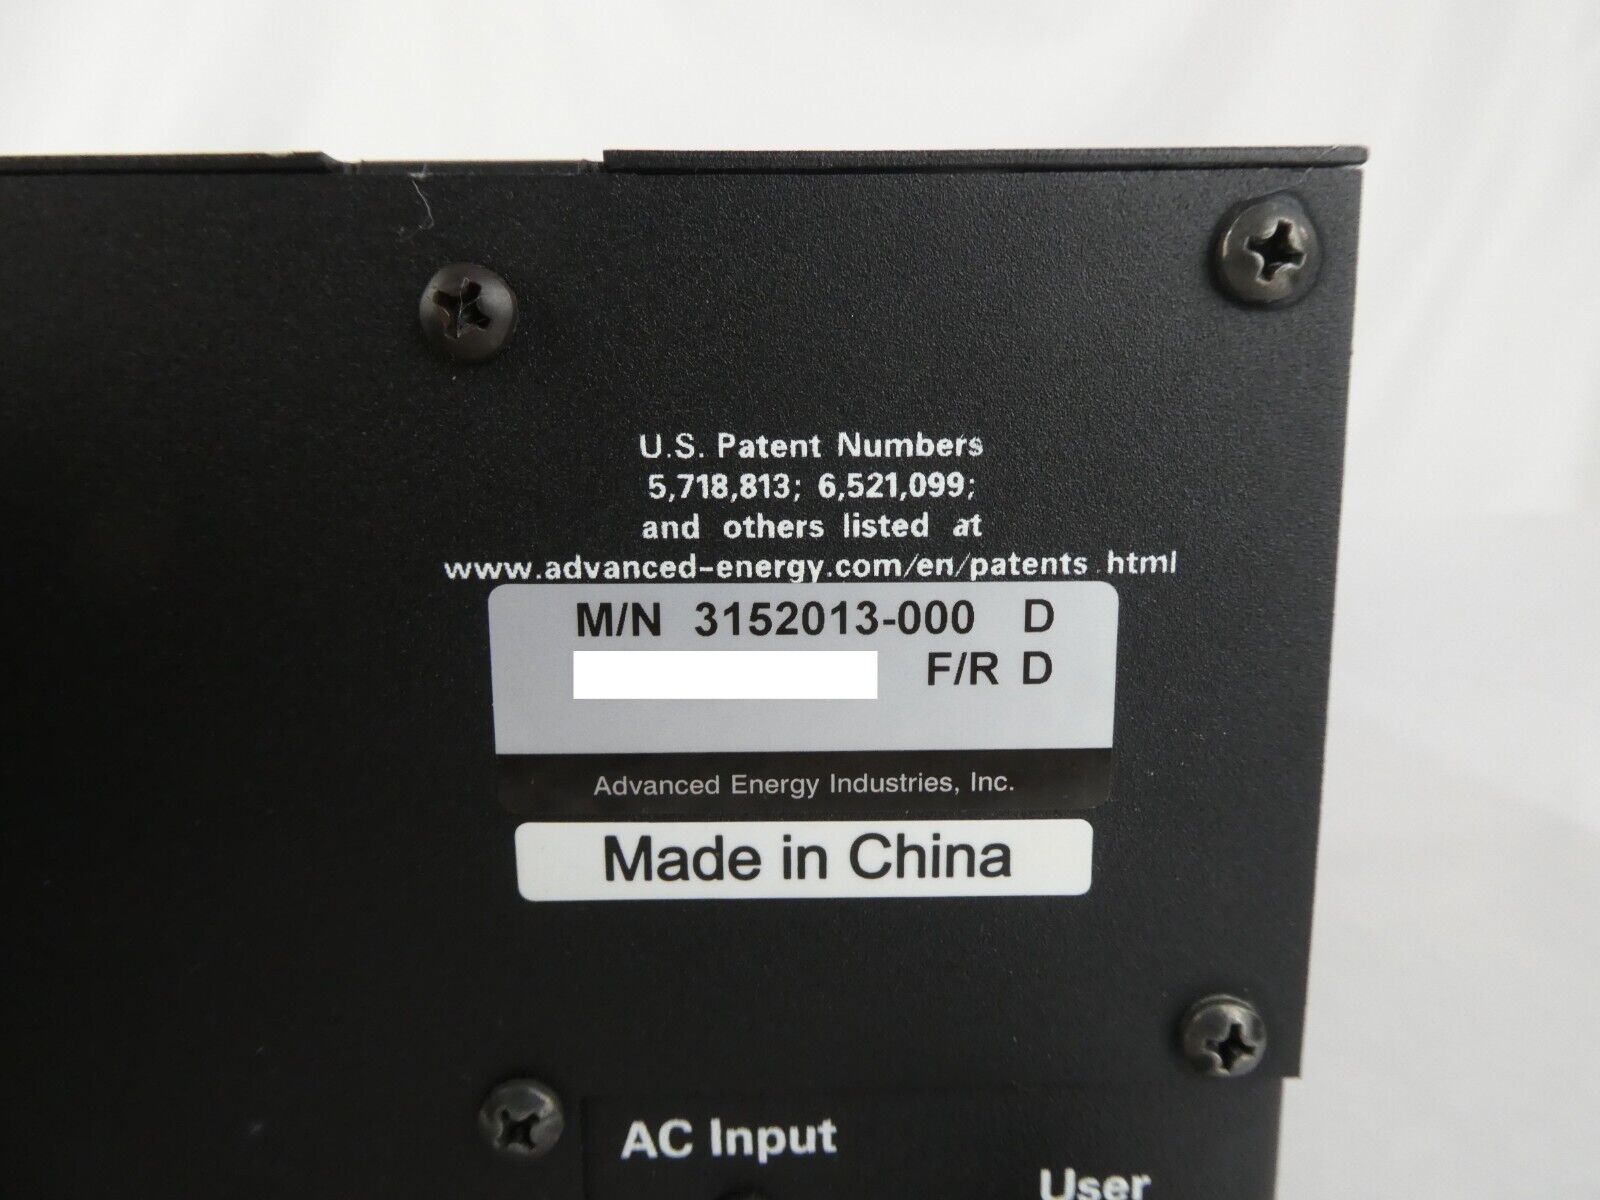 U.S. Patent Numbers
5,718,813; 6,521,099;
and others listed at
www.advanced-energy.com/en/patents.html
M/N 3152013-000 D
F/R D
Advanced Energy Industries, Inc.
Made in China
AC Input
User